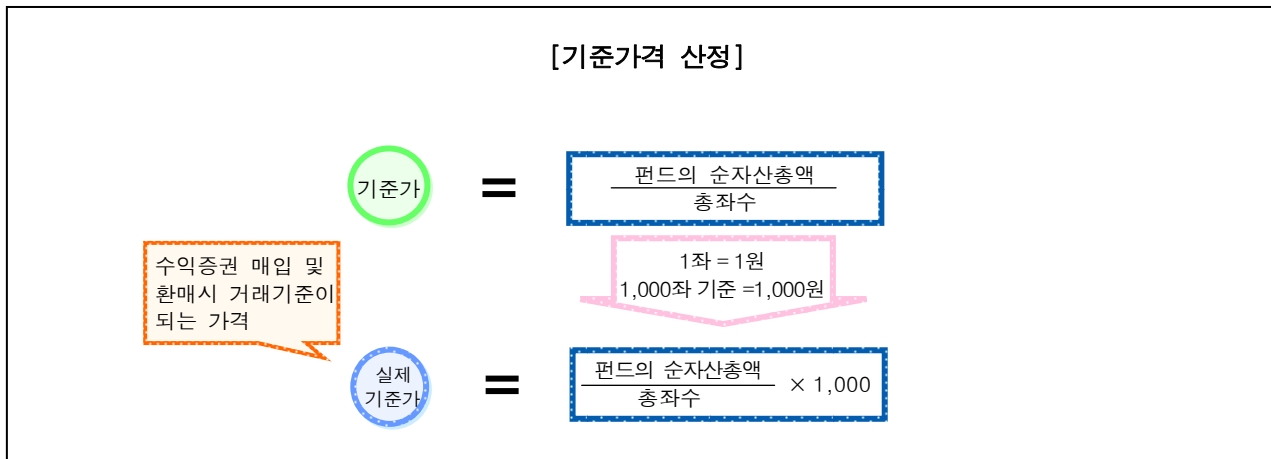 [기준가격 산정]
기준가
=
펀드의 순자산총액
총좌수
1좌 = 1원
1,000좌 기준 =1,000원
수익증권 매입 및
환매시 거래기준이
되는 가격
실제
기준가
=
펀드의 순자산총액
총좌수
× 1,000